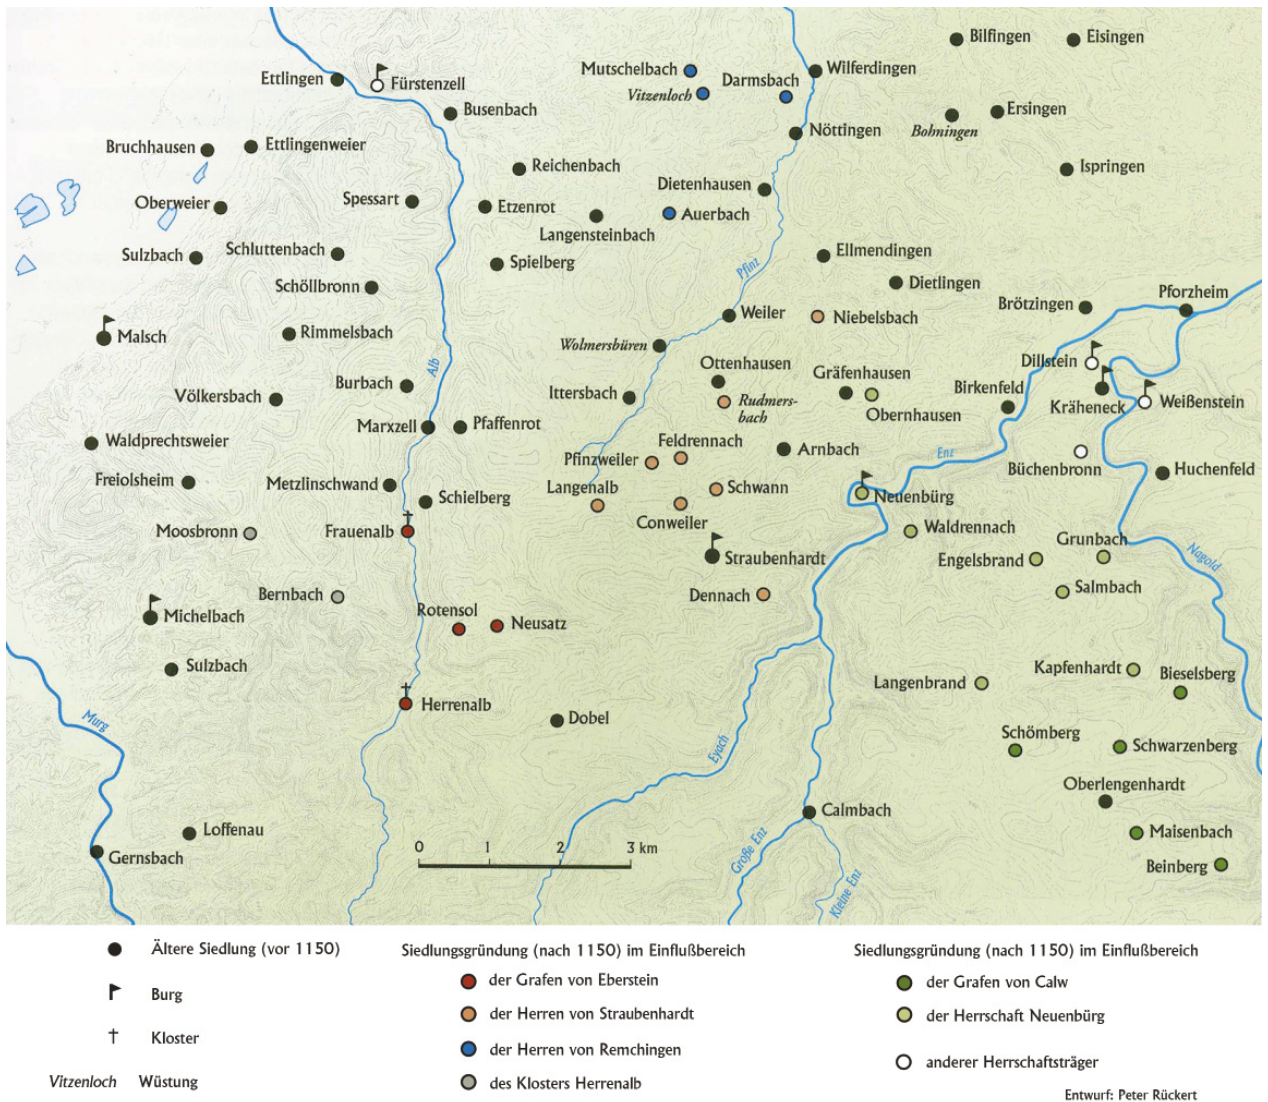 Bilfingen
Eisingen
Ettlingen
Fürstenzell
Mutschelbach
Wilferdingen
Vitzenloch
Darmsbach
Busenbach
Ersingen
Bohningen
Nöttingen
Bruchhausen
Ettlingenweier
Reichenbach
Ispringen
Dietenhausen
Oberweier
Spessart
Etzenrot
Auerbach
Langensteinbach
Sulzbach
Schluttenbach
Spielberg
Ellmendingen
Pfinz
Schöllbronn
Dietlingen
Brötzingen
Pforzheim
Malsch
Rimmelsbach
Weiler
Niebelsbach
Wolmersbüren
Alb
Ottenhausen
Dillstein
Burbach
Gräfenhausen
Völkersbach
Ittersbach
Rudmers-
bach
Birkenfeld
Kräheneck
Weißenstein
Obernhausen
Marxzell
Pfaffenrot
Waldprechtsweier
Feldrennach
Arnbach
Enz
Pfinzweiler
Büchenbronn
Huchenfeld
Freiolsheim
Metzlinschwand
Schielberg
Langenalb
Schwann
Neuenbürg
Conweiler
Moosbronn
Frauenalb
Waldrennach
Grunbach
Straubenhardt
Engelsbrand
Nagold
Bernbach
Dennach
Salmbach
Michelbach
Rotensol
Neusatz
Sulzbach
Kapfenhardt
Bieselsberg
Langenbrand
Herrenalb
Dobel
Murg
Eyach
Schömberg
Schwarzenberg
Oberlengenhardt
Calmbach
Loffenau
Maisenbach
Gernsbach
0 1 2 3 km
Große Enz
Kleine Enz
Beinberg
Ältere Siedlung (vor 1150)
Burg
Kloster
Vitzenloch Wüstung
Siedlungsgründung (nach 1150) im Einflußbereich
der Grafen von Eberstein
der Herren von Straubenhardt
der Herren von Remchingen
des Klosters Herrenalb
Siedlungsgründung (nach 1150) im Einflußbereich
der Grafen von Calw
der Herrschaft Neuenbürg
anderer Herrschaftsträger
Entwurf: Peter Rückert